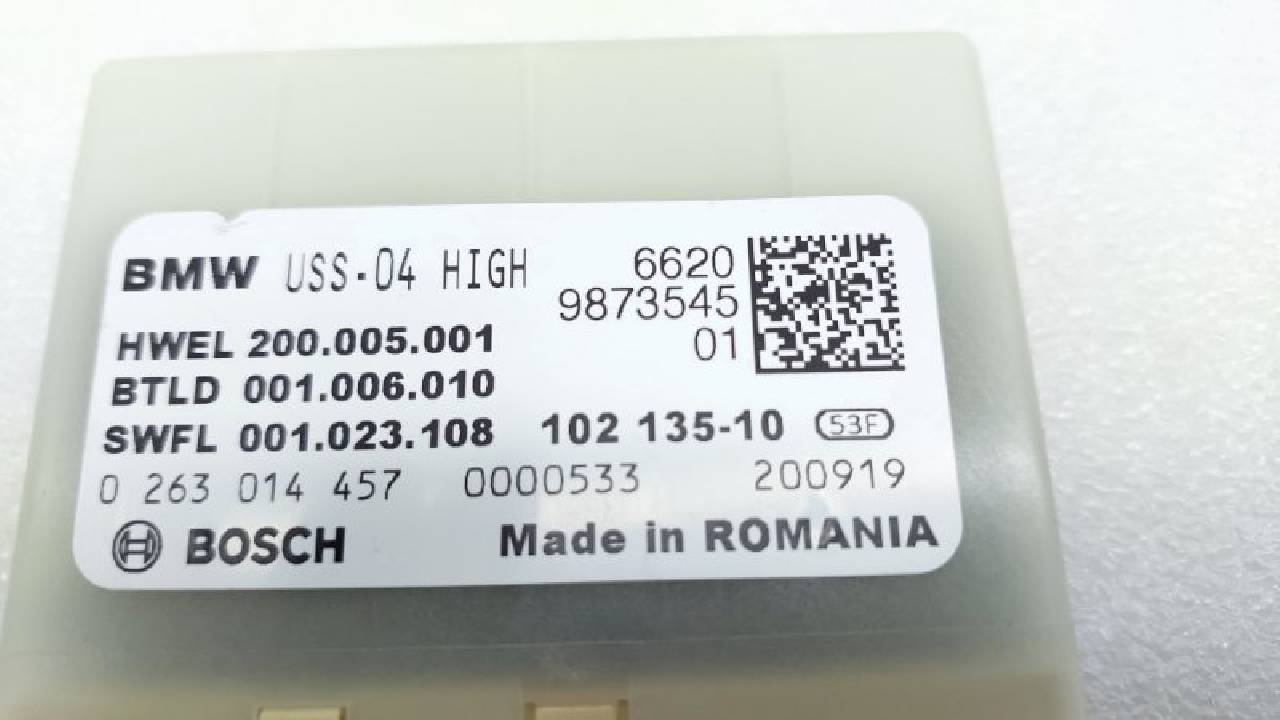 BMW USS-04 HIGH 6620
9873545
01
HWEL 200.005.001
BTLD 001.006.010
SWFL 001.023.108 102 135-10 53F
0 263 014 457 0000533 200919
BOSCH Made in ROMANIA